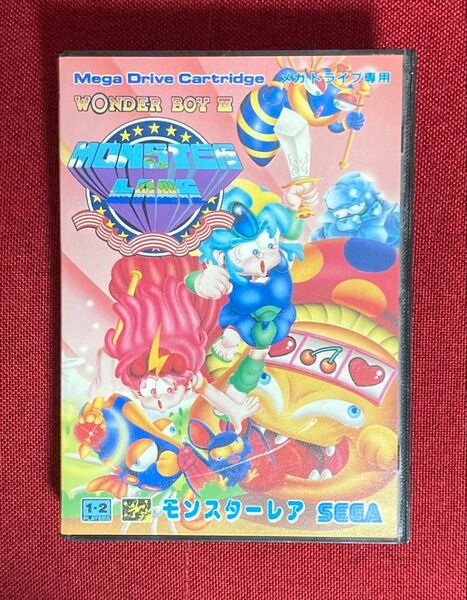 Mega Drive Cartridge メガドライブ専用
WONDER BOY III
MONSTER
LAIR
1-2 PLAYERS
モンスターレア SEGA